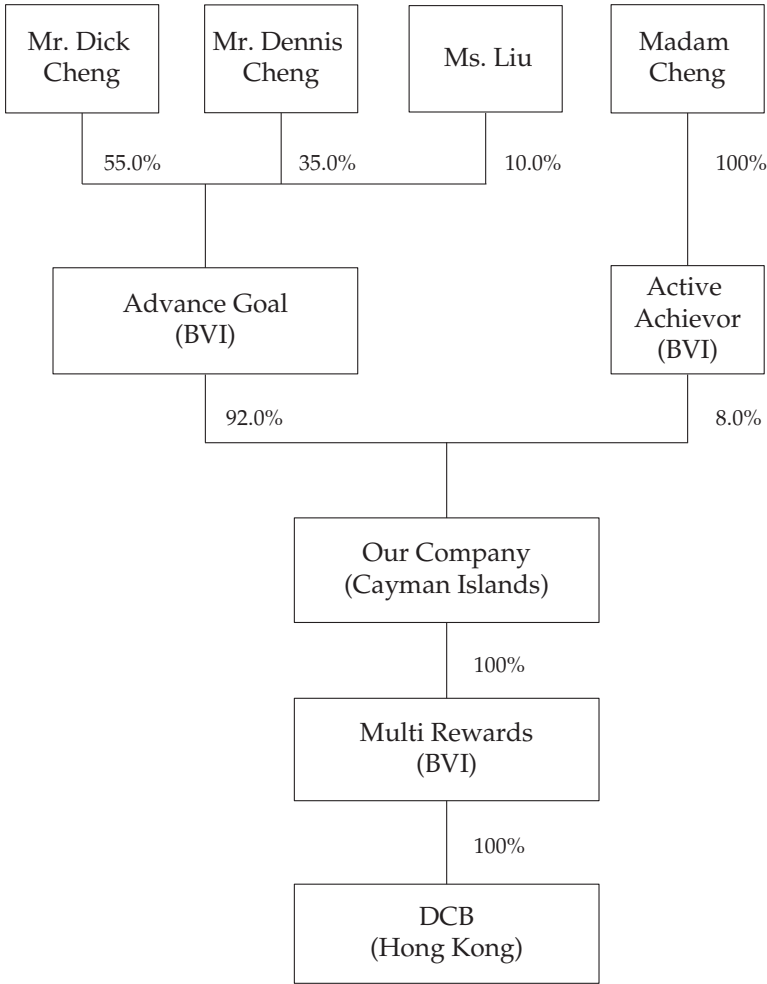 Mr. Dick
Cheng
Mr. Dennis
Cheng
Ms. Liu
Madam
Cheng
55.0%
35.0%
10.0%
100%
Advance Goal
(BVI)
Active
Achievor
(BVI)
92.0%
8.0%
Our Company
(Cayman Islands)
100%
Multi Rewards
(BVI)
100%
DCB
(Hong Kong)